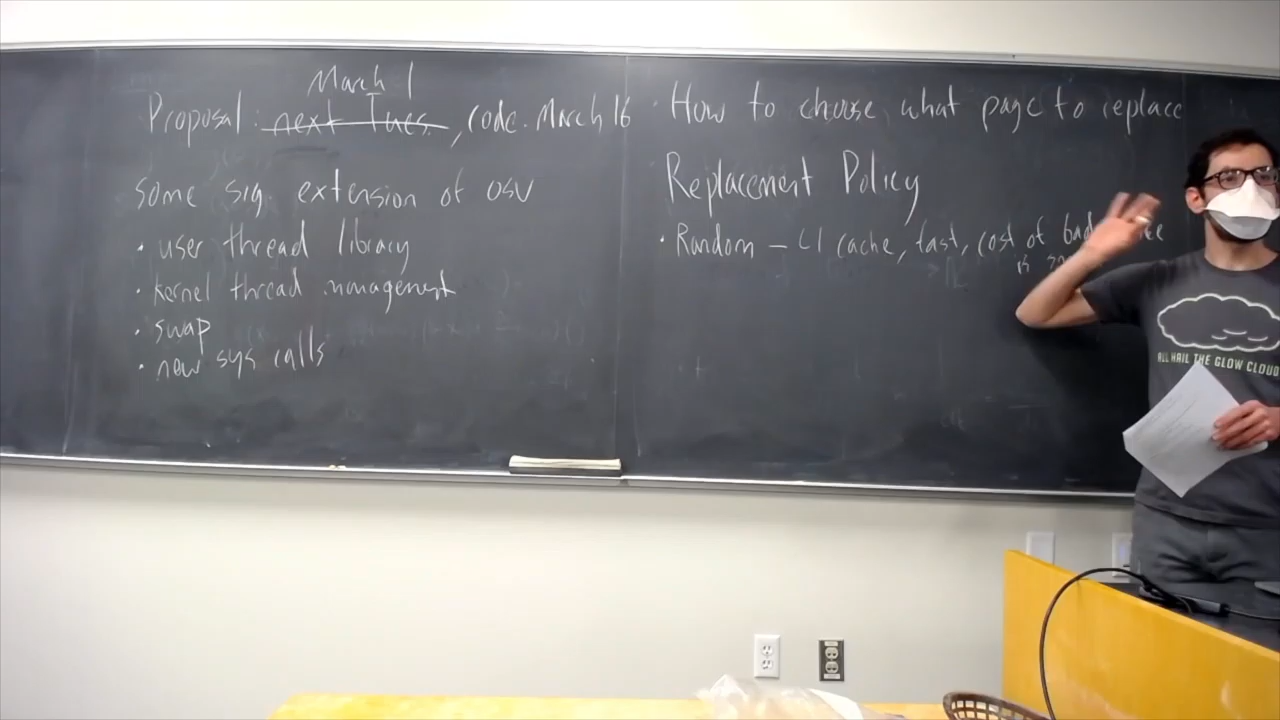 March 1
Proposal: next Tues., code: March 16
some sig. extension of osv
• user thread library
• kernel thread management
• swap
• new sys calls
• How to choose what page to replace
Replacement Policy
• Random – L1 cache, fast, cost of bad
is
ALL HAIL THE GLOW CLOUD